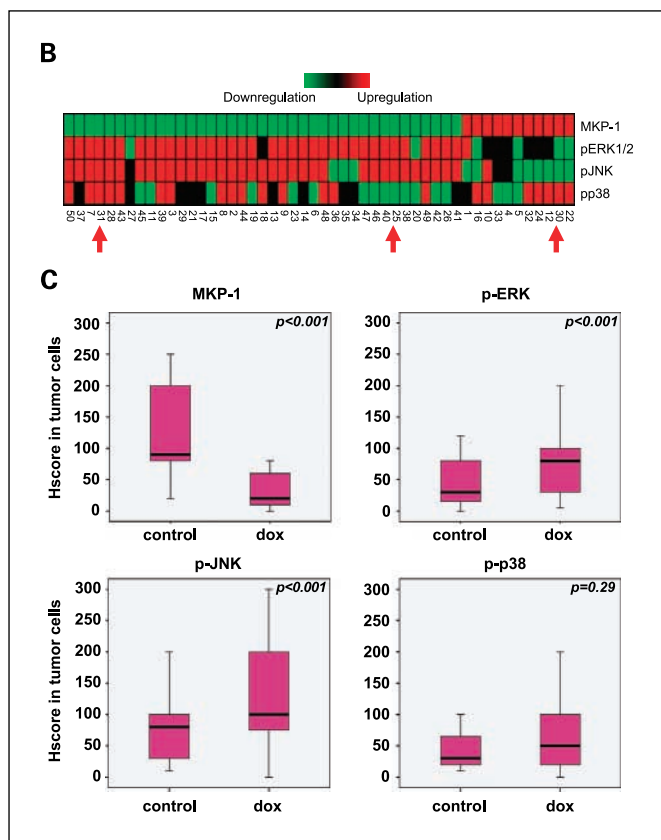 B
Downregulation Upregulation
MKP-1
pERK1/2
pJNK
pp38
50 37 7 31 28 43 27 45 11 39 3 29 21 17 15 8 2 44 19 18 13 23 14 6 48 36 35 34 47 46 40 25 38 20 49 42 26 41 1 16 10 33 4 5 32 24 12 30 22
C
MKP-1
p<0.001
Hscore in tumor cells
300
250
200
150
100
50
0
control dox
p-ERK
p<0.001
300
250
200
150
100
50
0
control dox
p-JNK
p<0.001
Hscore in tumor cells
300
250
200
150
100
50
0
control dox
p-p38
p=0.29
300
250
200
150
100
50
0
control dox